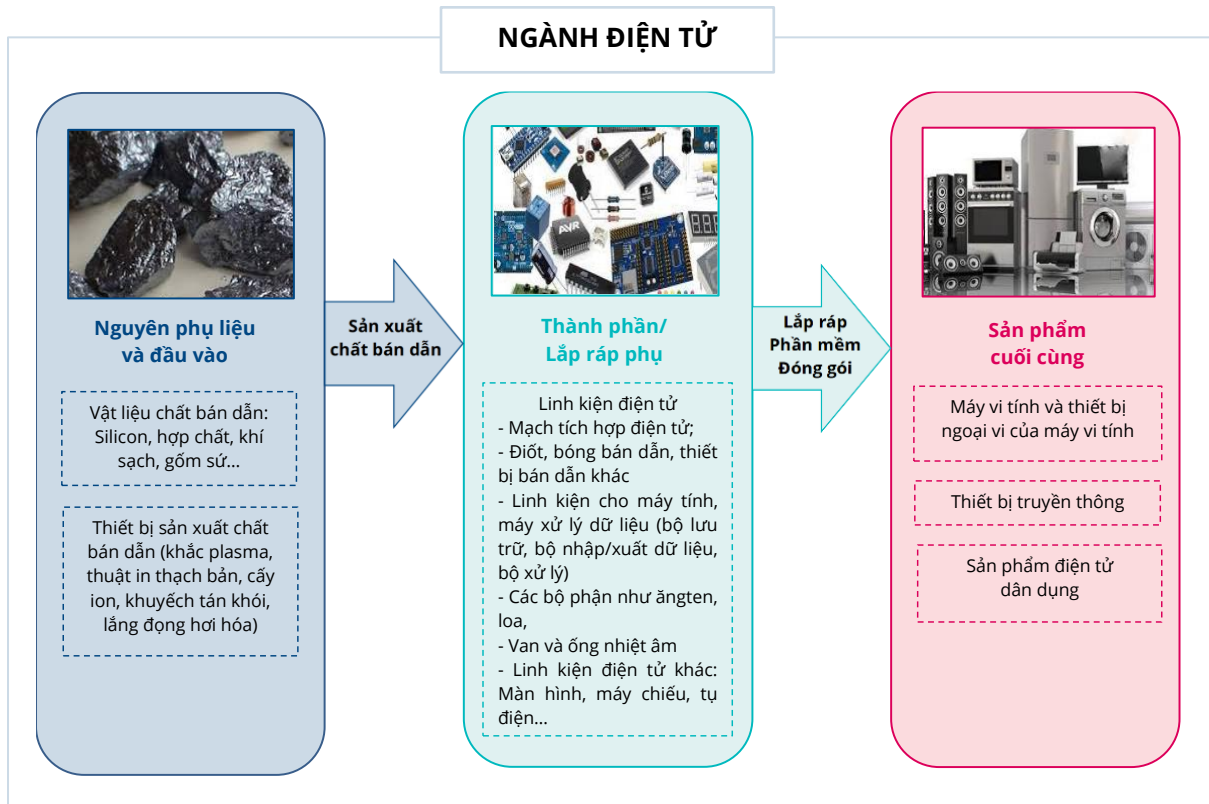 NGÀNH ĐIỆN TỬ
Nguyên phụ liệu
và đầu vào
Vật liệu chất bán dẫn:
Silicon, hợp chất, khí
sạch, gốm sứ...
Thiết bị sản xuất chất
bán dẫn (khắc plasma,
thuật in thạch bản, cấy
ion, khuyếch tán khói,
lắng đọng hơi hóa)
Sản xuất
chất bán dẫn
AVR
Thành phần/
Lắp ráp phụ
Linh kiện điện tử
- Mạch tích hợp điện tử;
- Điốt, bóng bán dẫn, thiết
bị bán dẫn khác
- Linh kiện cho máy tính,
máy xử lý dữ liệu (bộ lưu
trữ, bộ nhập/xuất dữ liệu,
bộ xử lý)
- Các bộ phận như ăngten,
loa,
- Van và ống nhiệt âm
- Linh kiện điện tử khác:
Màn hình, máy chiếu, tụ
điện...
Lắp ráp
Phần mềm
Đóng gói
Sản phẩm
cuối cùng
Máy vi tính và thiết bị
ngoại vi của máy vi tính
Thiết bị truyền thông
Sản phẩm điện tử
dân dụng